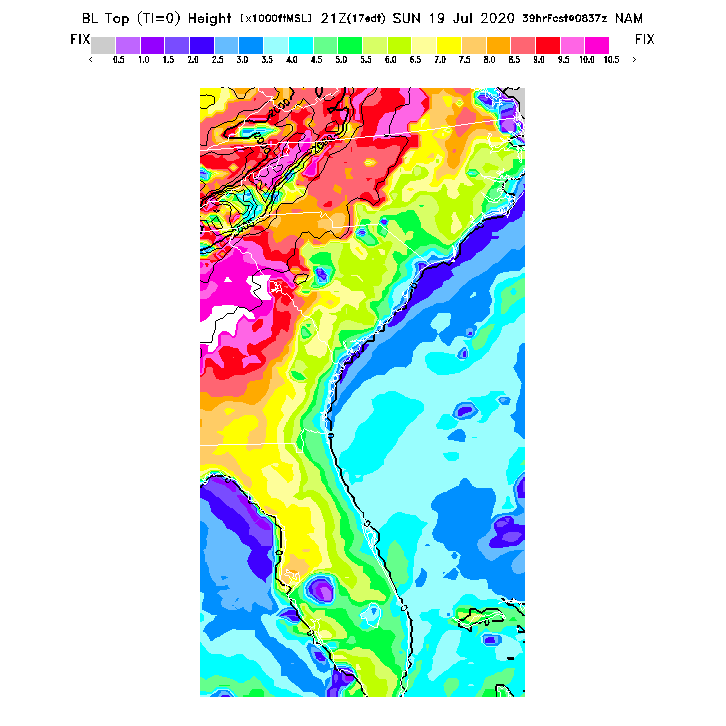 BL Top (TI=0) Height [x1000ftMSL] 21Z(17edt) SUN 19 Jul 2020 39hrFcst@0837z NAM
FIX FIX
< 0.5 1.0 1.5 2.0 2.5 3.0 3.5 4.0 4.5 5.0 5.5 6.0 6.5 7.0 7.5 8.0 8.5 9.0 9.5 10.0 10.5 >